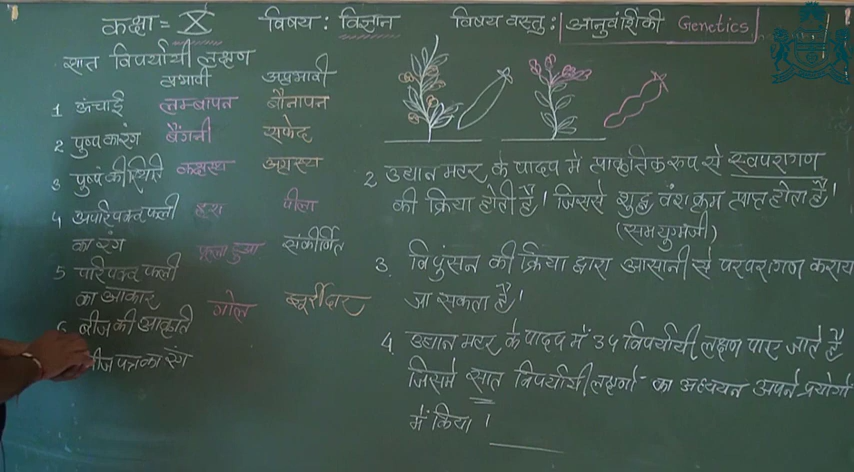 कक्षा = X विषय : विज्ञान विषय वस्तु : आनुवंशिकी Genetics
सात विपर्यायी लक्षण
प्रभावी अप्रभावी
1 ऊंचाई लम्बापन बौनापन
2 पुष्प का रंग बैंगनी सफेद
3 पुष्प की स्थिति कक्षस्थ अग्रस्थ
4 अपरिपक्व फली हरा पीला
का रंग
फूला हुआ संकीर्णित
5 परिपक्व फली
का आकार
गोल झूर्रीदार
6 बीज की आकृति
बीज पत्र का रंग
2 उद्यान मटर के पादप में प्राकृतिक रूप से स्वपरागण
की क्रिया होती है। जिससे शुद्ध वंशक्रम प्राप्त होता है।
(समयुग्मजी)
3. विपुंसन की क्रिया द्वारा आसानी से परपरागण कराया
जा सकता है।
4. उद्यान मटर के पादप में 34 विपर्यायी लक्षण पाए जाते है
जिसमें सात विपर्यायी लक्षणों का अध्ययन अपने प्रयोगों
में किया।